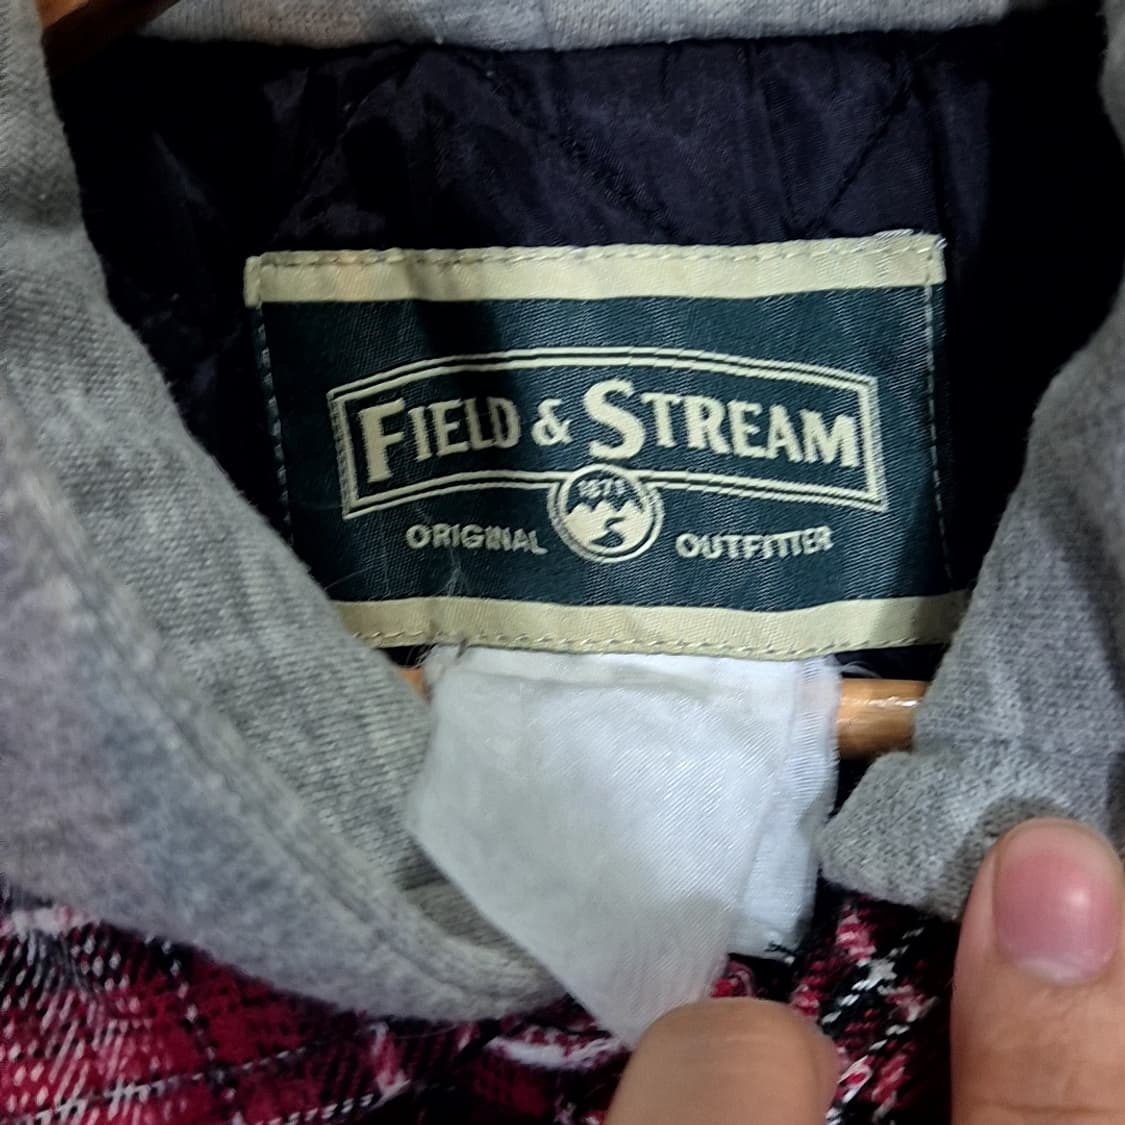 FIELD & STREAM
1871
ORIGINAL OUTFITTER